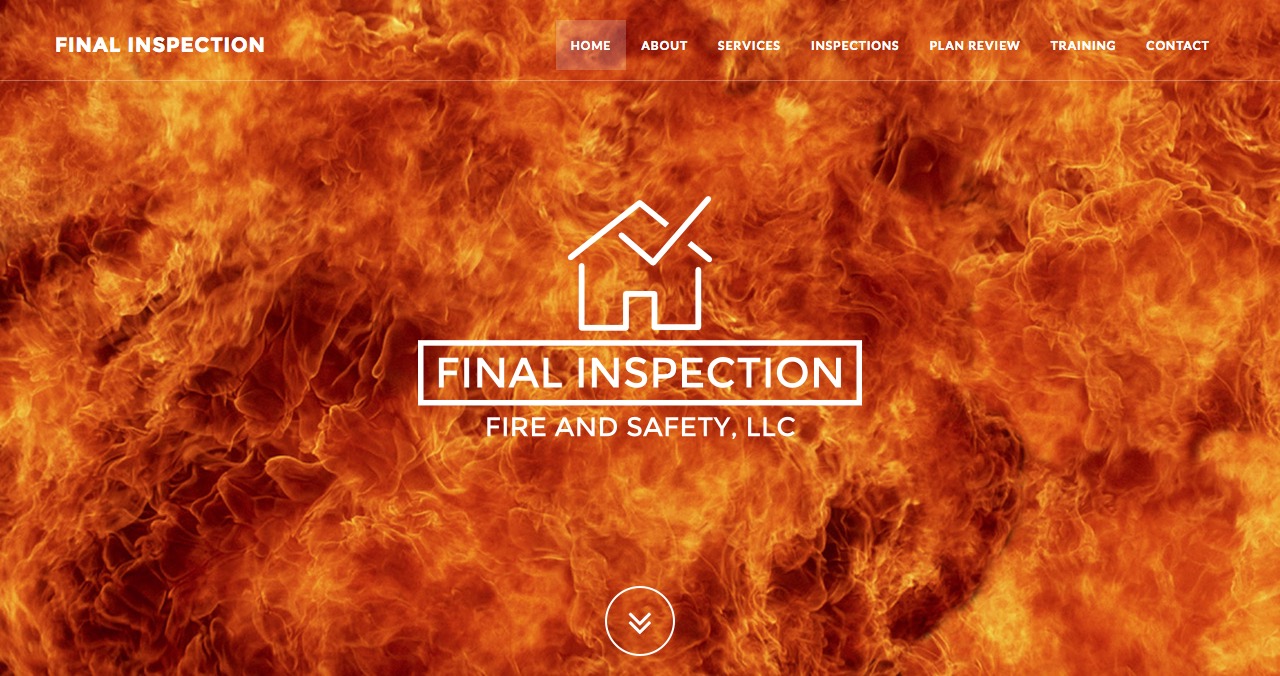 FINAL INSPECTION
HOME ABOUT SERVICES INSPECTIONS PLAN REVIEW TRAINING CONTACT
FINAL INSPECTION
FIRE AND SAFETY, LLC